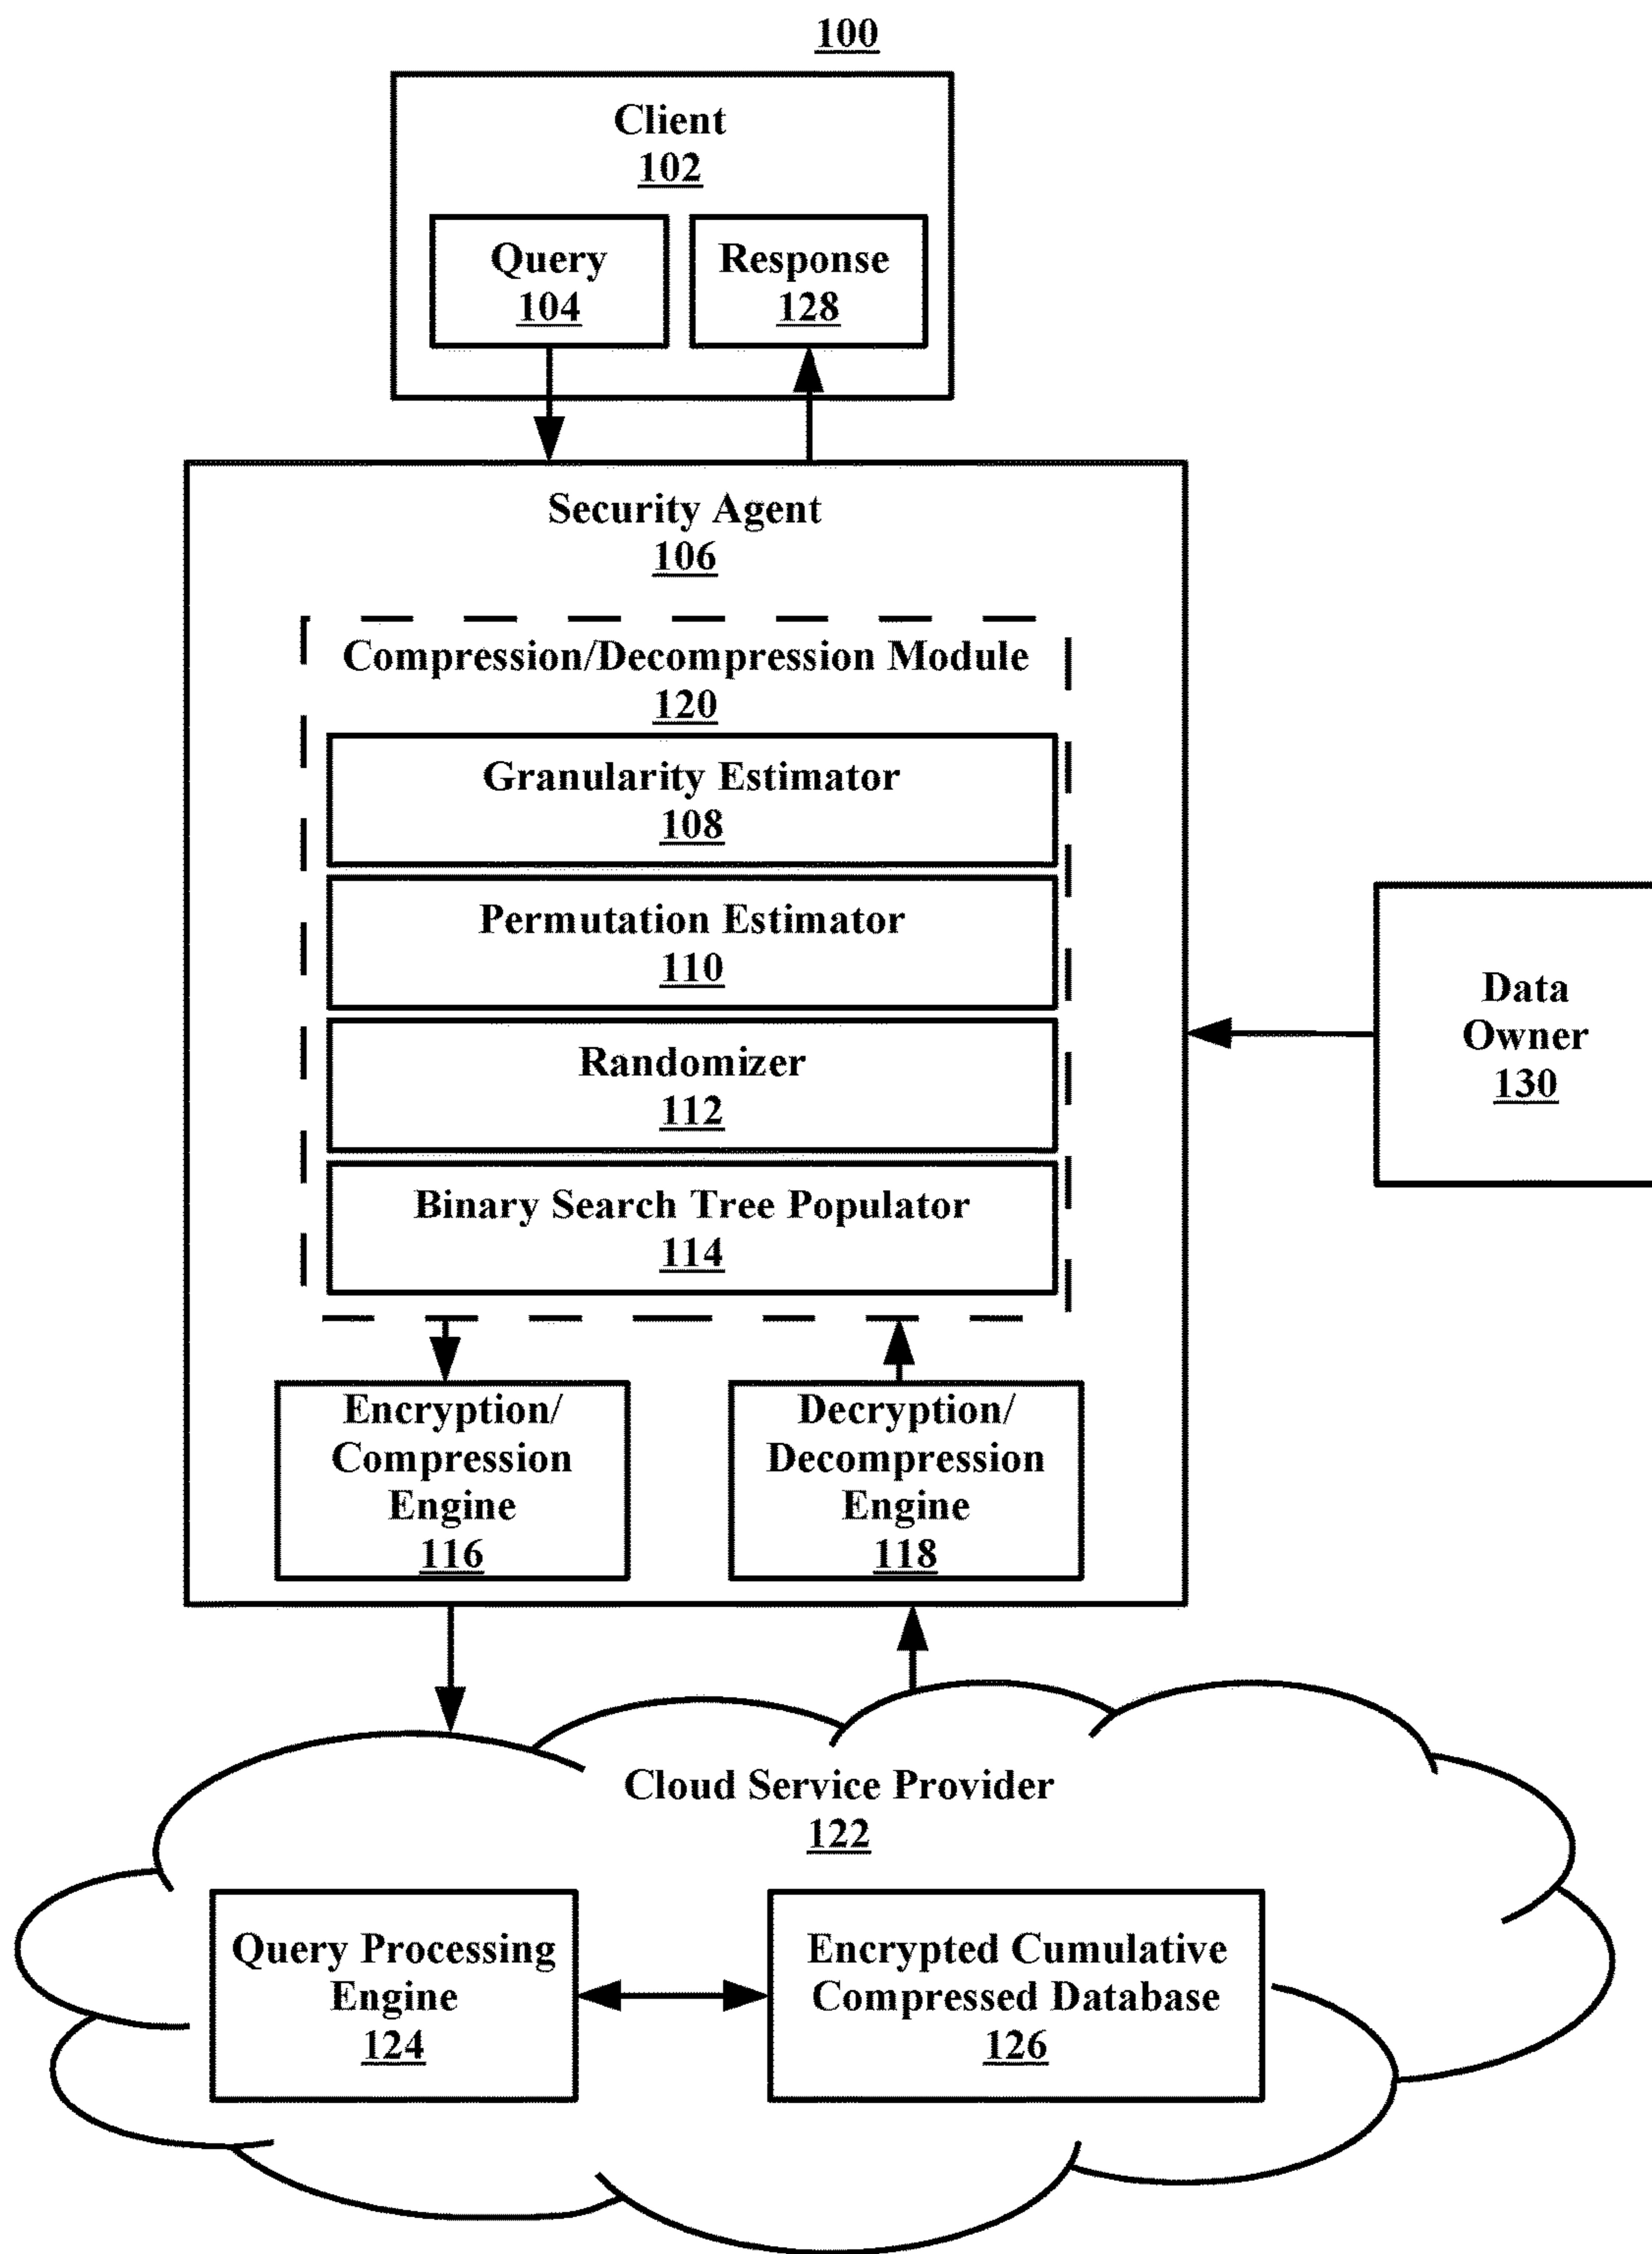 100
Client
102
Query
104
Response
128
Security Agent
106
Compression/Decompression Module
120
Granularity Estimator
108
Permutation Estimator
110
Randomizer
112
Binary Search Tree Populator
114
Data
Owner
130
Encryption/
Compression
Engine
116
Decryption/
Decompression
Engine
118
Cloud Service Provider
122
Query Processing
Engine
124
Encrypted Cumulative
Compressed Database
126